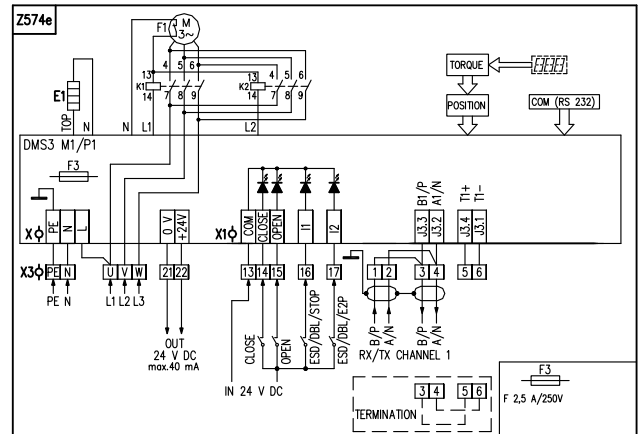 Z574e
F1
M
3~
13
K1
14
4 5 6
7 8 9
13
K2
14
4 5 6
7 8 9
TORQUE
POSITION
COM (RS 232)
E1
TOP
N
N
L1
L2
DMS3 M1/P1
F3
X
PE
N
L
0 V
+24V
X1
COM
CLOSE
OPEN
I1
I2
J3.3 B1/P
J3.2 A1/N
J3.4 T1+
J3.1 T1-
X3
PE N
U V W
21 22
13 14 15
16
17
1 2
3 4
5 6
PE N
L1 L2 L3
OUT
24 V DC
max.40 mA
CLOSE
OPEN
ESD/DBL/STOP
ESD/DBL/E2P
IN 24 V DC
B/P
A/N
B/P
A/N
RX/TX CHANNEL 1
TERMINATION
3 4
5 6
F3
F 2,5 A/250V